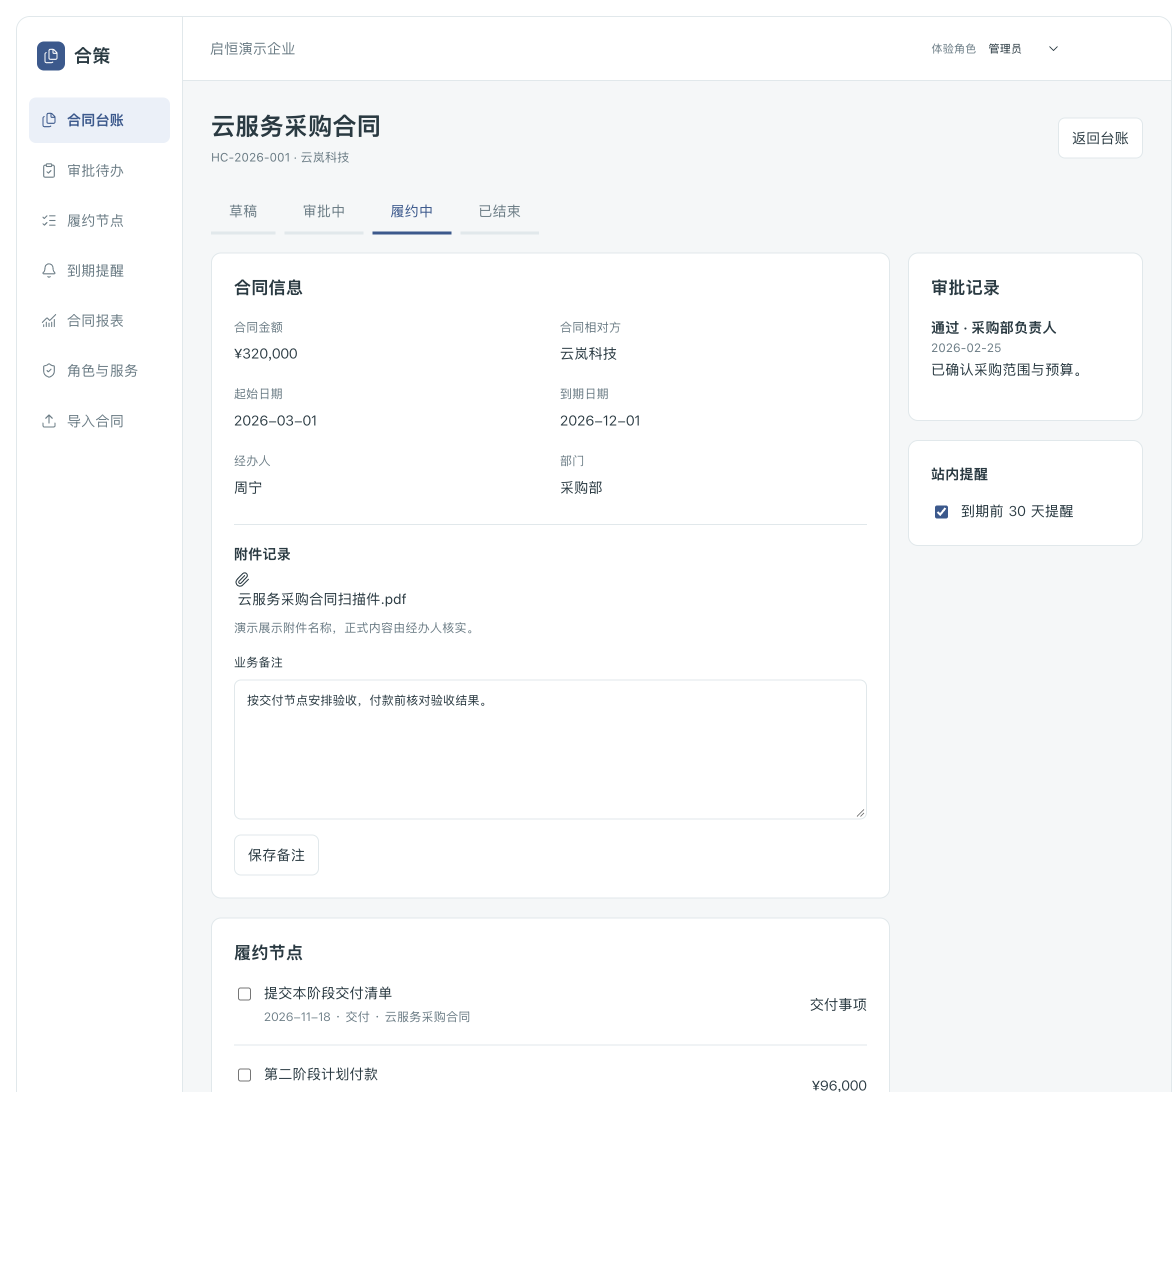 合策
启恒演示企业
体验角色 管理员
合同台账
审批待办
履约节点
到期提醒
合同报表
角色与服务
导入合同
云服务采购合同
HC-2026-001 · 云岚科技
返回台账
草稿 审批中 履约中 已结束
合同信息
合同金额 合同相对方
¥320,000 云岚科技
起始日期 到期日期
2026-03-01 2026-12-01
经办人 部门
周宁 采购部
附件记录
云服务采购合同扫描件.pdf
演示展示附件名称，正式内容由经办人核实。
业务备注
按交付节点安排验收，付款前核对验收结果。
保存备注
审批记录
通过 · 采购部负责人
2026-02-25
已确认采购范围与预算。
站内提醒
到期前 30 天提醒
履约节点
提交本阶段交付清单
2026-11-18 · 交付 · 云服务采购合同
交付事项
第二阶段计划付款
¥96,000